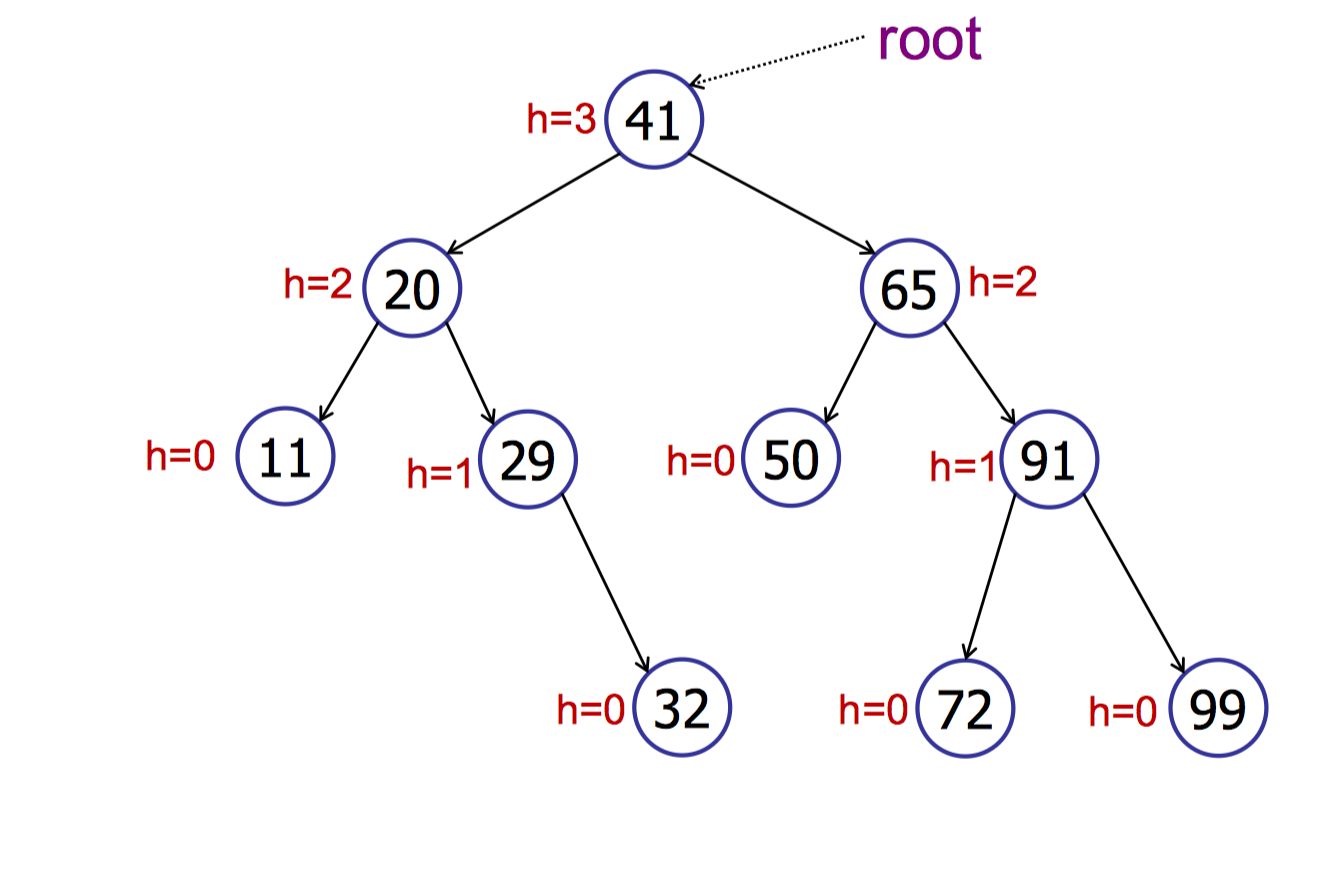 root
h=3 41
h=2 20 65 h=2
h=0 11 h=1 29 h=0 50 h=1 91
h=0 32 h=0 72 h=0 99